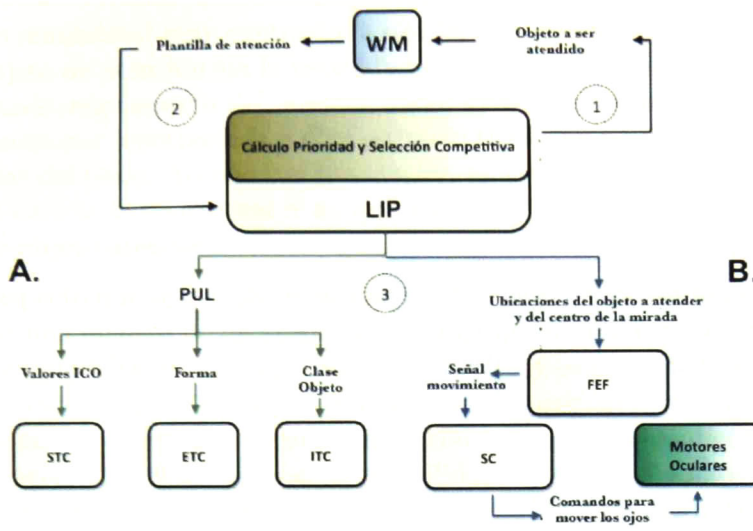 Plantilla de atención
WM
Objeto a ser
atendido
2
1
Cálculo Prioridad y Selección Competitiva
LIP
A.
B.
3
PUL
Ubicaciones del objeto a atender
y del centro de la mirada
Valores ICO
Forma
Clase
Objeto
Señal
movimiento
FEF
STC
ETC
ITC
SC
Motores
Oculares
Comandos para
mover los ojos